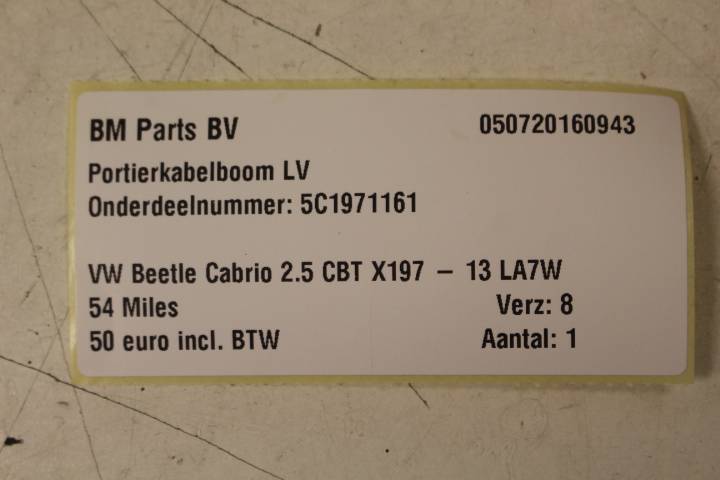 BM Parts BV 050720160943
Portierkabelboom LV
Onderdeelnummer: 5C1971161
VW Beetle Cabrio 2.5 CBT X197 – 13 LA7W
54 Miles Verz: 8
50 euro incl. BTW Aantal: 1